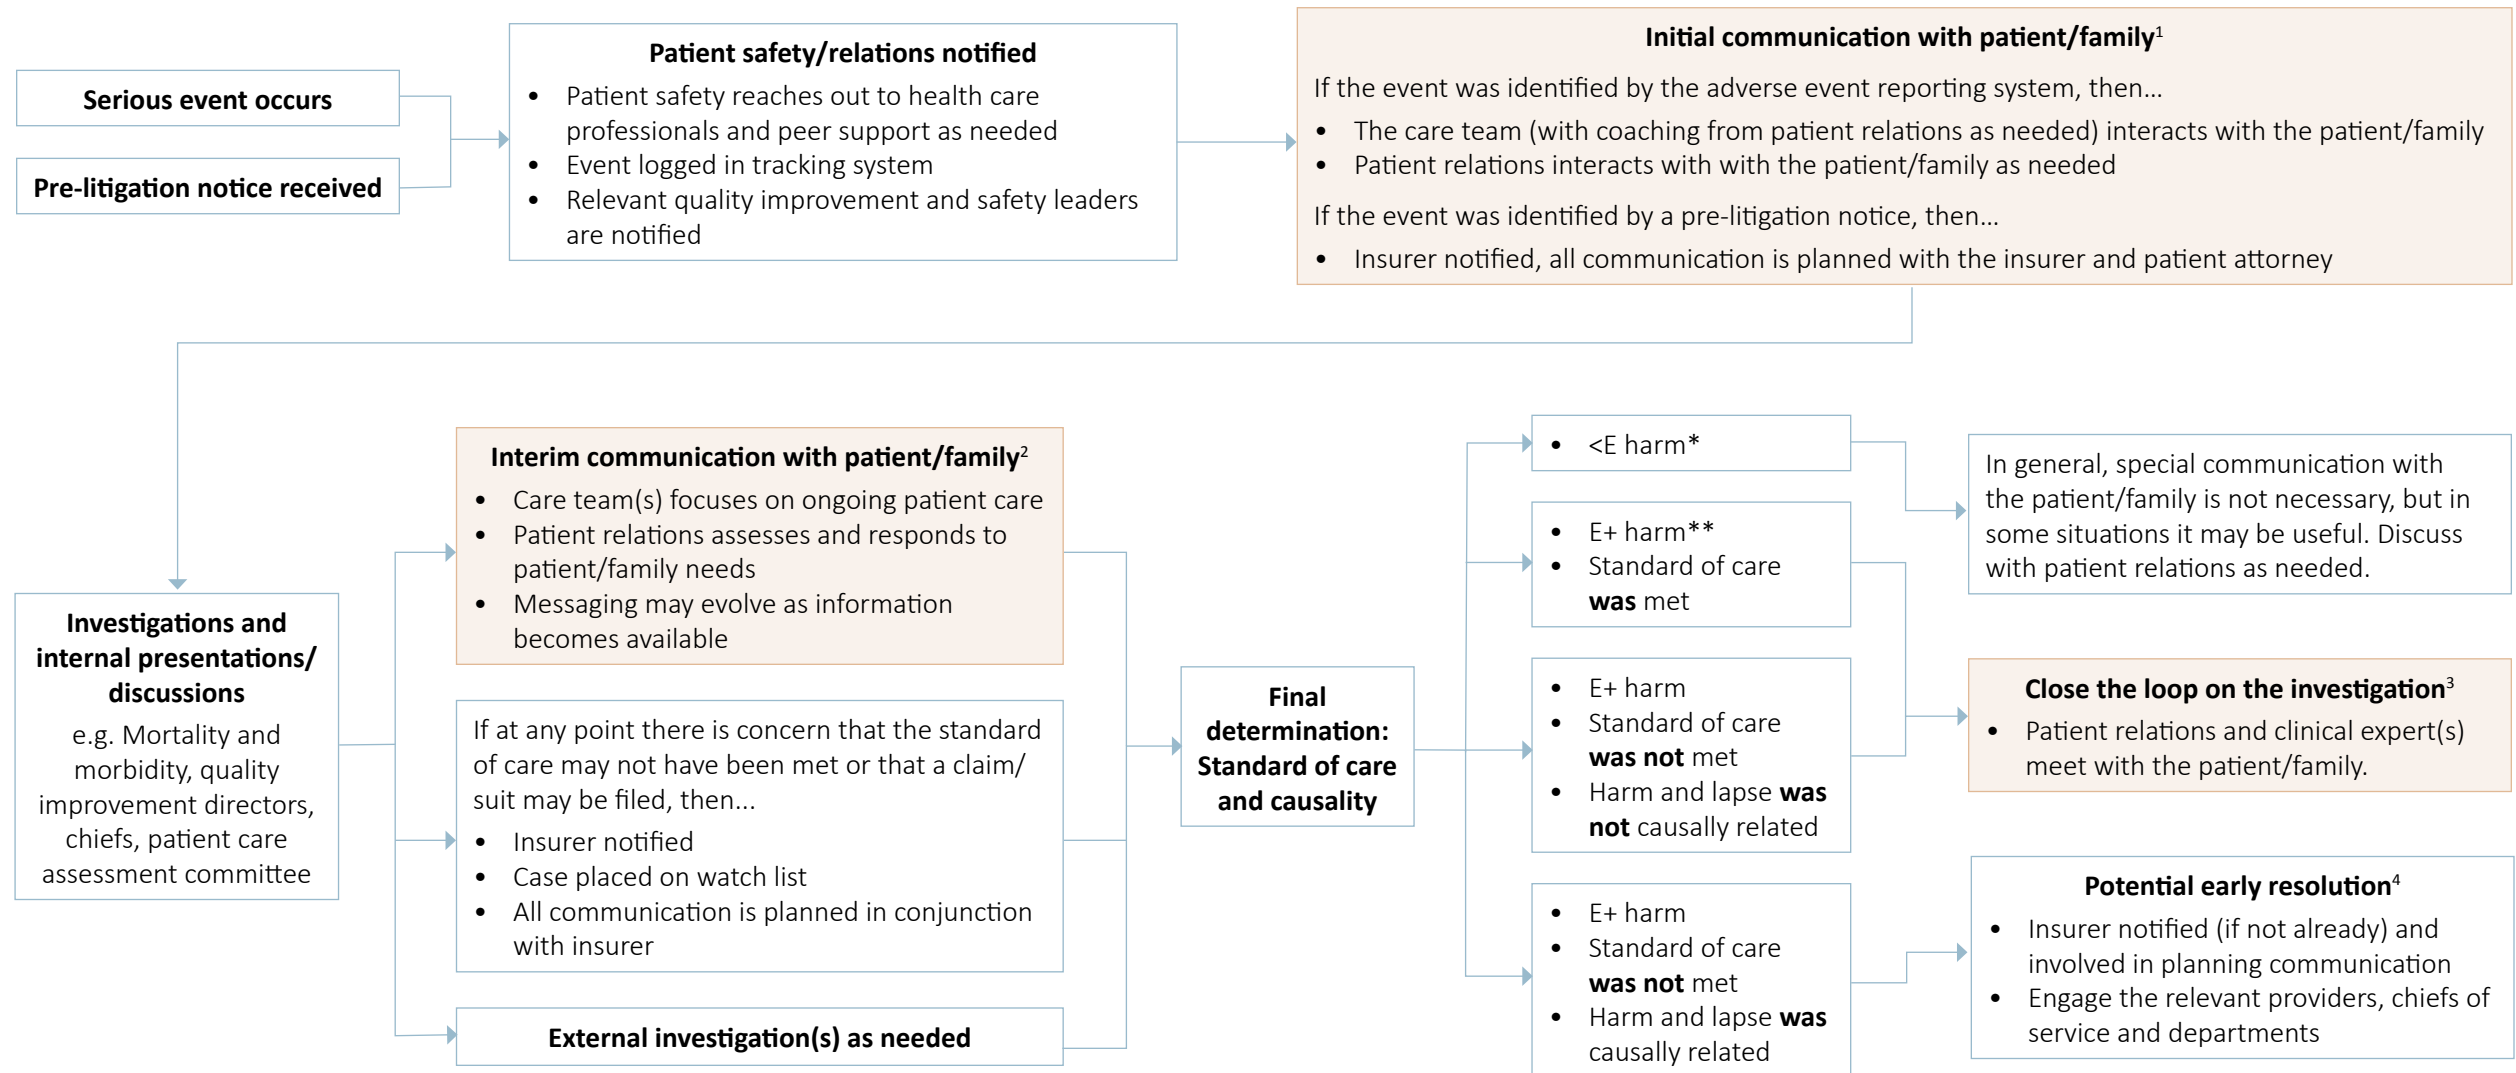 Serious event occurs
Pre-litigation notice received
Patient safety/relations notified
• Patient safety reaches out to health care
professionals and peer support as needed
• Event logged in tracking system
• Relevant quality improvement and safety leaders
are notified
Initial communication with patient/family¹
If the event was identified by the adverse event reporting system, then...
• The care team (with coaching from patient relations as needed) interacts with the patient/family
• Patient relations interacts with with the patient/family as needed
If the event was identified by a pre-litigation notice, then...
• Insurer notified, all communication is planned with the insurer and patient attorney
Investigations and
internal presentations/
discussions
e.g. Mortality and
morbidity, quality
improvement directors,
chiefs, patient care
assessment committee
Interim communication with patient/family²
• Care team(s) focuses on ongoing patient care
• Patient relations assesses and responds to
patient/family needs
• Messaging may evolve as information
becomes available
If at any point there is concern that the standard
of care may not have been met or that a claim/
suit may be filed, then...
• Insurer notified
• Case placed on watch list
• All communication is planned in conjunction
with insurer
External investigation(s) as needed
Final
determination:
Standard of care
and causality
• <E harm*
• E+ harm**
• Standard of care
was met
• E+ harm
• Standard of care
was not met
• Harm and lapse was
not causally related
• E+ harm
• Standard of care
was not met
• Harm and lapse was
causally related
In general, special communication with
the patient/family is not necessary, but in
some situations it may be useful. Discuss
with patient relations as needed.
Close the loop on the investigation³
• Patient relations and clinical expert(s)
meet with the patient/family.
Potential early resolution⁴
• Insurer notified (if not already) and
involved in planning communication
• Engage the relevant providers, chiefs of
service and departments